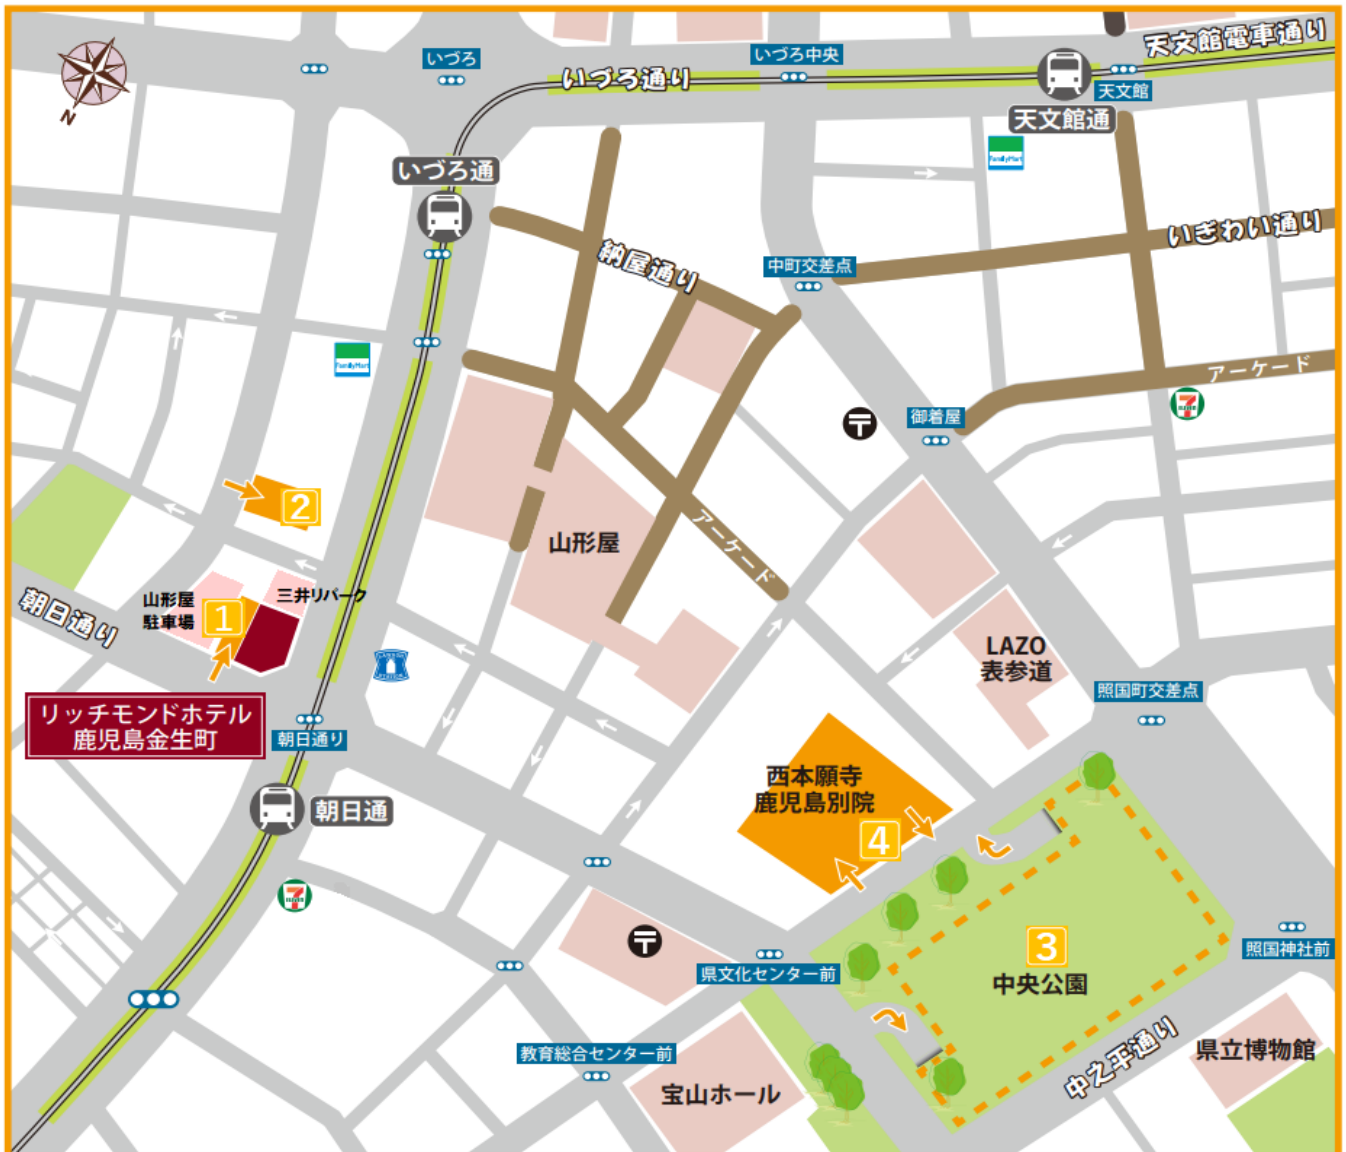 天文館電車通り
いづろ
いづろ中央
いづろ通り
天文館
天文館通
FamilyMart
いづろ通
いぎわい通り
納屋通り
中町交差点
FamilyMart
アーケード
7
御着屋
2
山形屋
アーケード
三井リパーク
山形屋
駐車場
1
朝日通り
LAZO
表参道
照国町交差点
リッチモンドホテル
鹿児島金生町
朝日通り
西本願寺
鹿児島別院
4
朝日通
7
3
中央公園
照国神社前
県文化センター前
中之平通り
県立博物館
教育総合センター前
宝山ホール
N